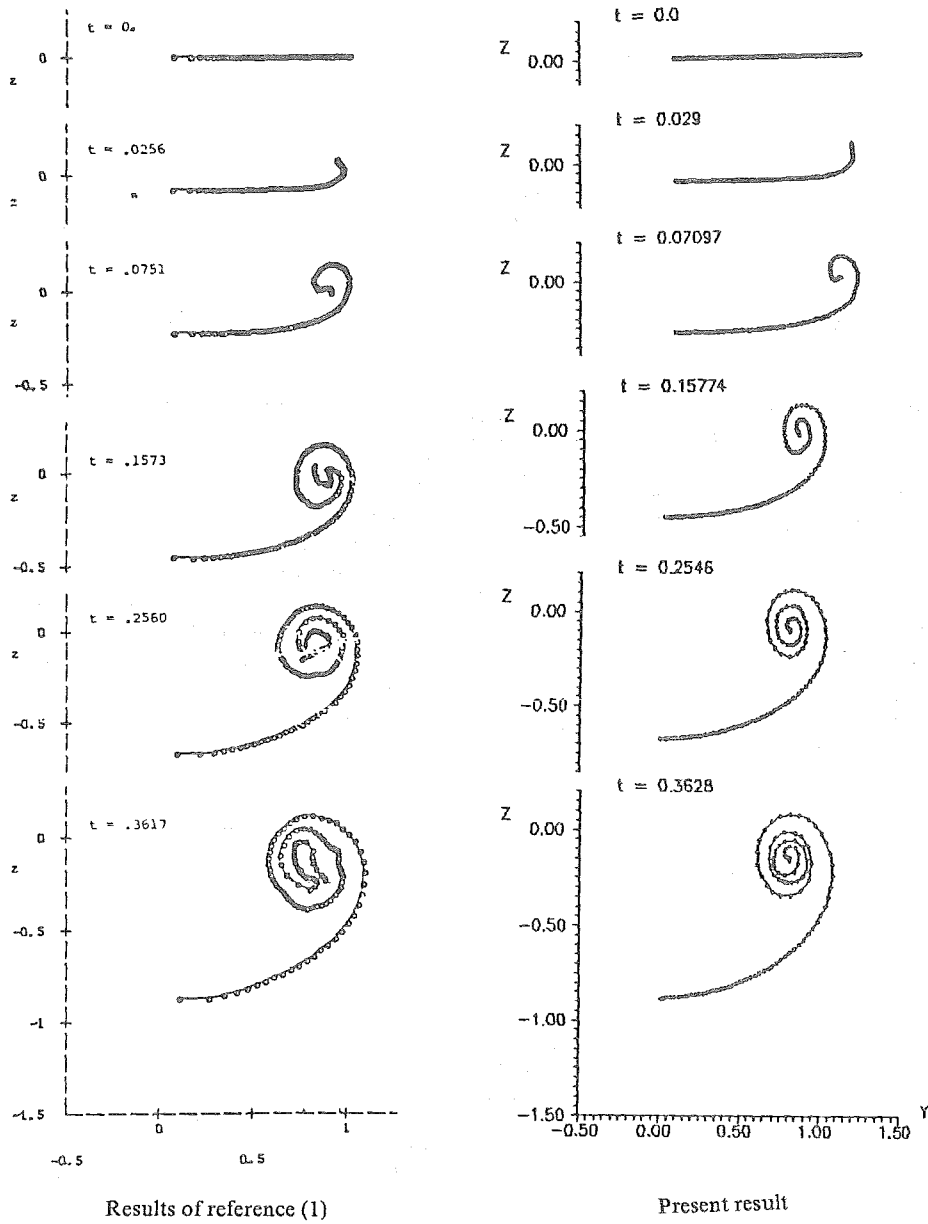 t = 0.
0
z
t = .0256
0
z
t = .0751
0
z
-0.5
t = .1573
0
z
-0.5
t = .2560
0
z
-0.5
t = .3617
0
z
-0.5
-1
-1.5
0 0.5 1
-0.5
Results of reference (1)
t = 0.0
Z
0.00
t = 0.029
Z
0.00
t = 0.07097
Z
0.00
t = 0.15774
Z
0.00
-0.50
t = 0.2546
Z
0.00
-0.50
t = 0.3628
Z
0.00
-0.50
-1.00
-1.50
-0.50 0.00 0.50 1.00 1.50
Y
Present result